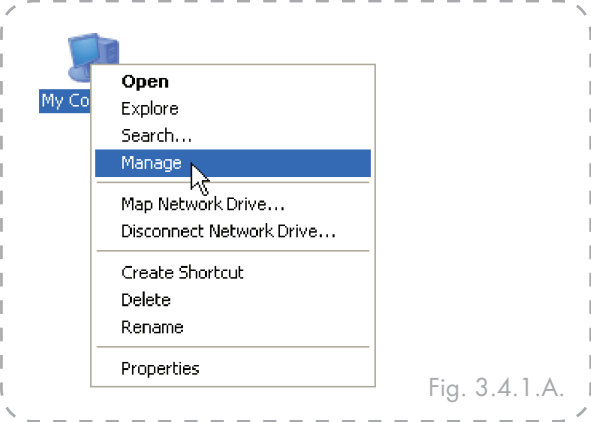 My Co
Open
Explore
Search...
Manage
Map Network Drive...
Disconnect Network Drive...
Create Shortcut
Delete
Rename
Properties
Fig. 3.4.1.A.